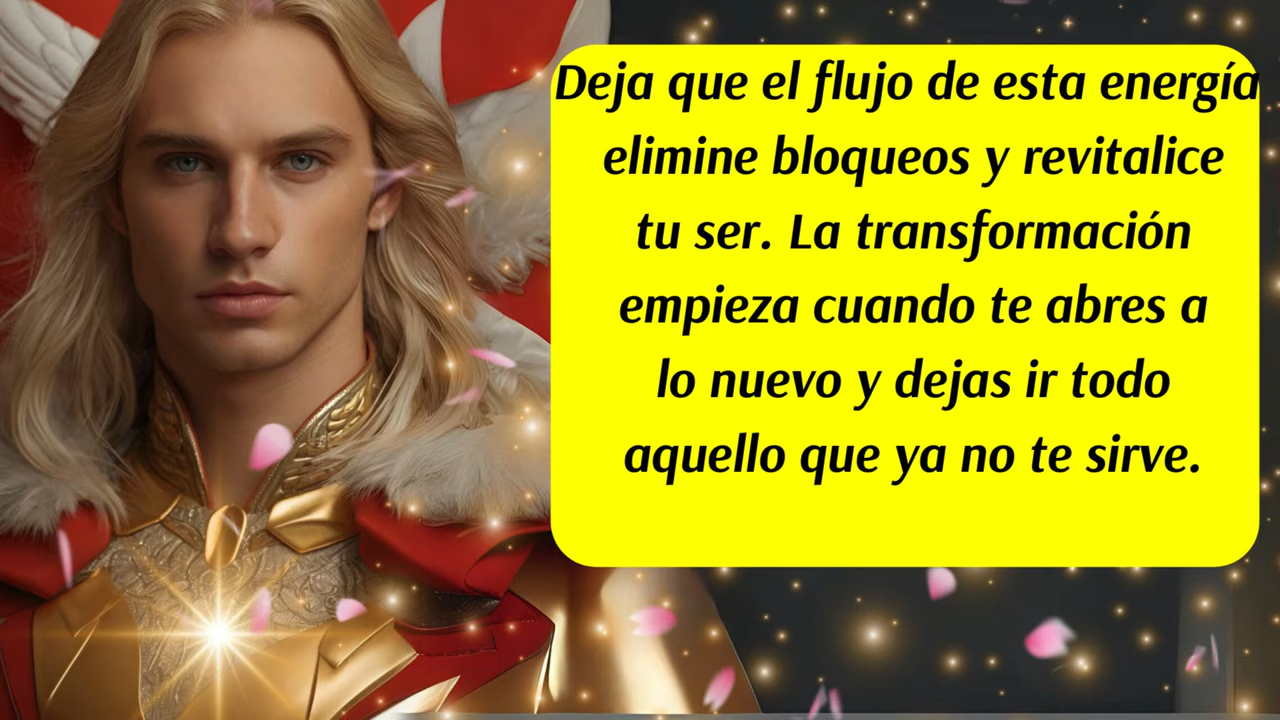 Deja que el flujo de esta energía
elimine bloqueos y revitalice
tu ser. La transformación
empieza cuando te abres a
lo nuevo y dejas ir todo
aquello que ya no te sirve.